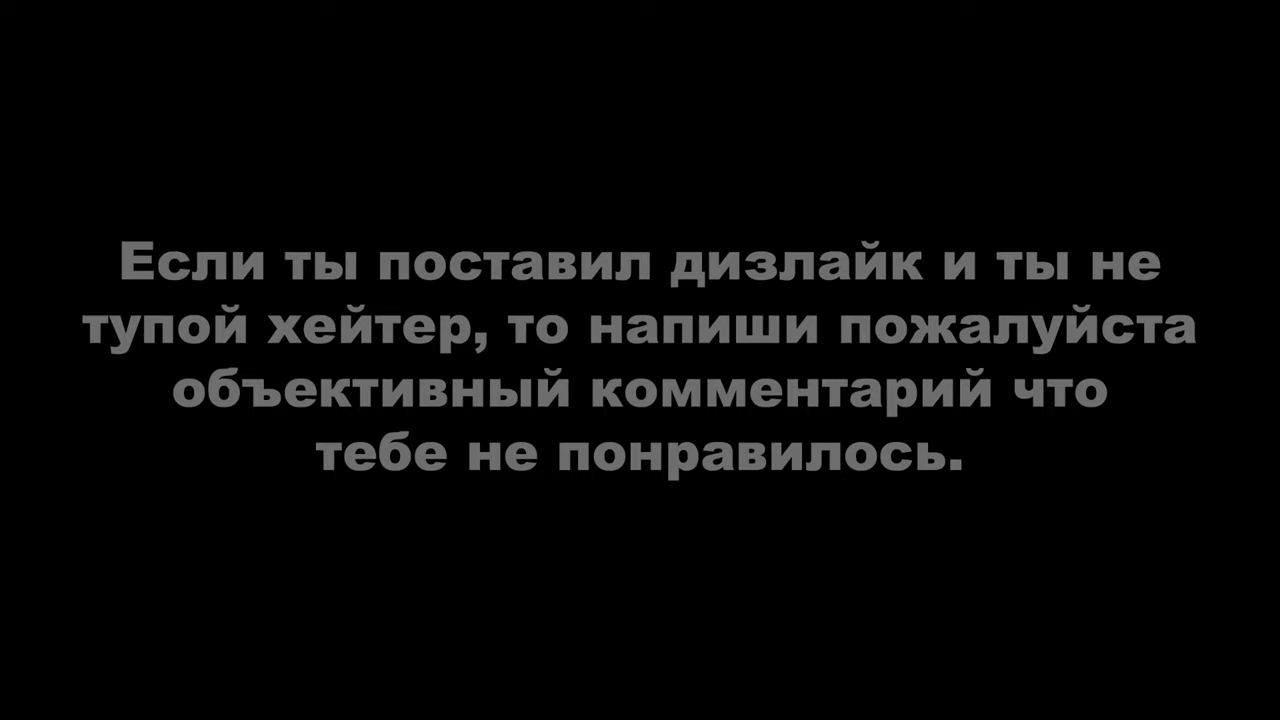 Если ты поставил дизлайк и ты не
тупой хейтер, то напиши пожалуйста
объективный комментарий что
тебе не понравилось.